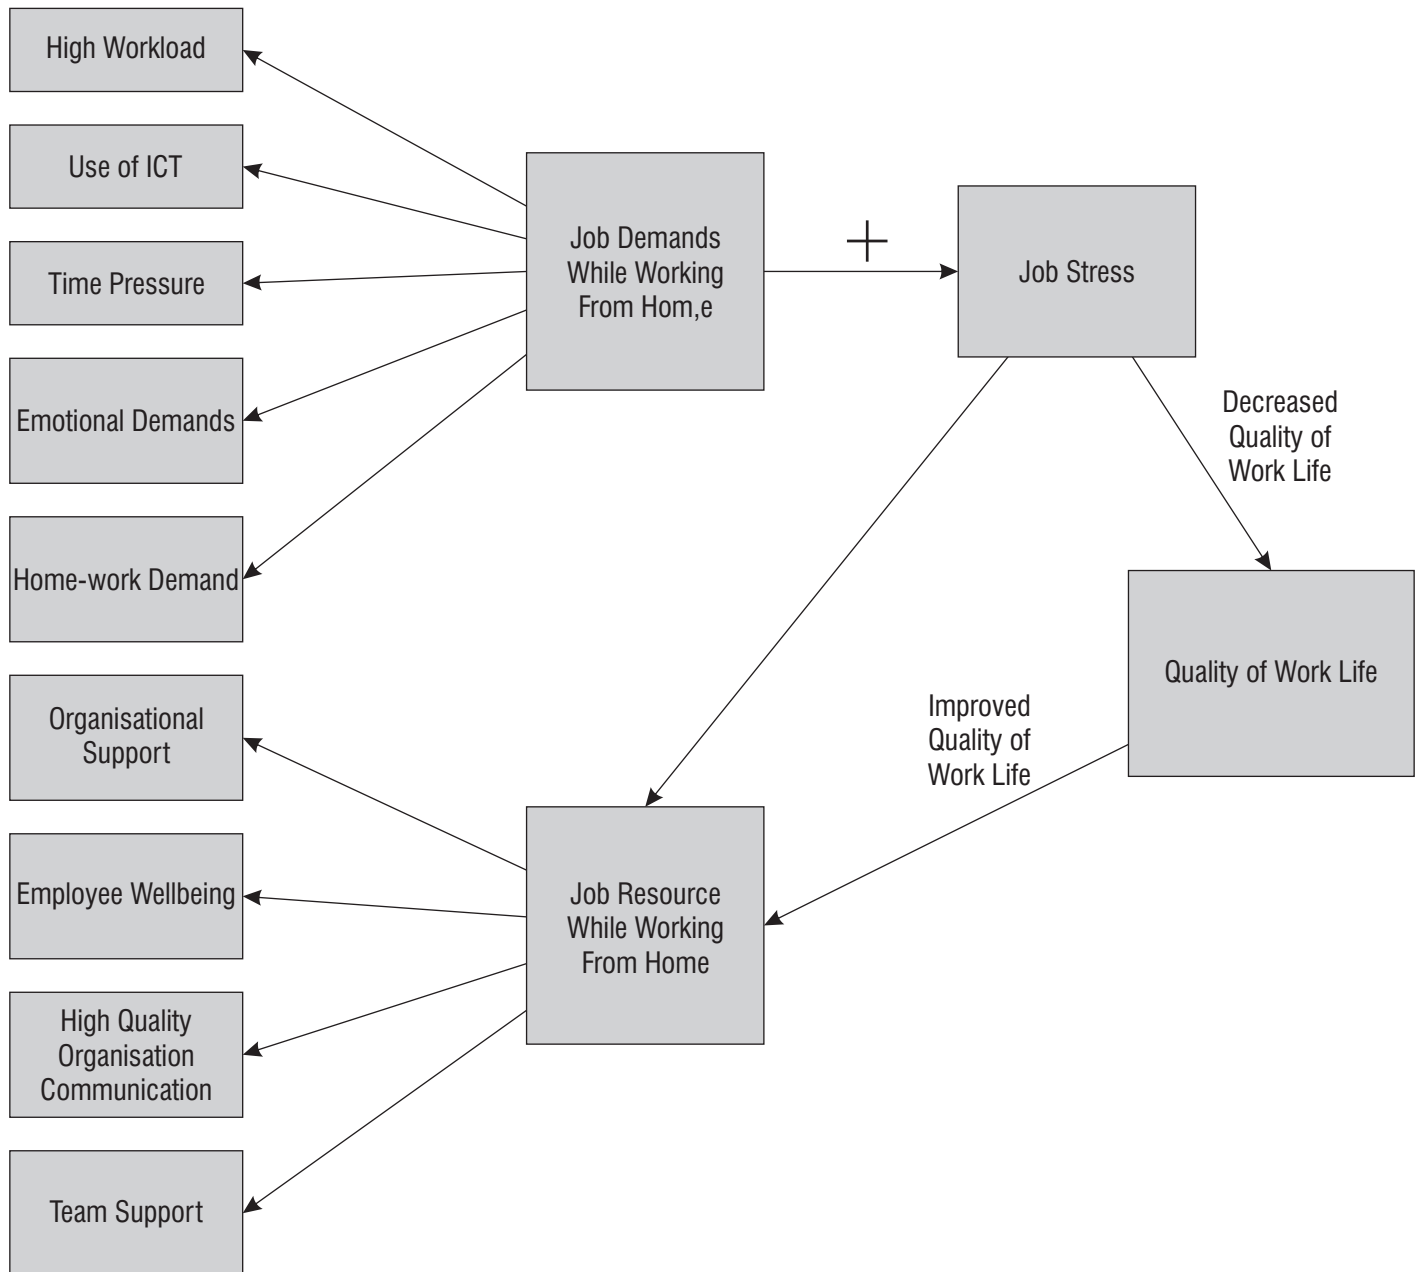 High Workload
Use of ICT
Time Pressure
Emotional Demands
Home-work Demand
Organisational
Support
Employee Wellbeing
High Quality
Organisation
Communication
Team Support
Job Demands
While Working
From Hom,e
+
Job Stress
Decreased
Quality of
Work Life
Quality of Work Life
Improved
Quality of
Work Life
Job Resource
While Working
From Home